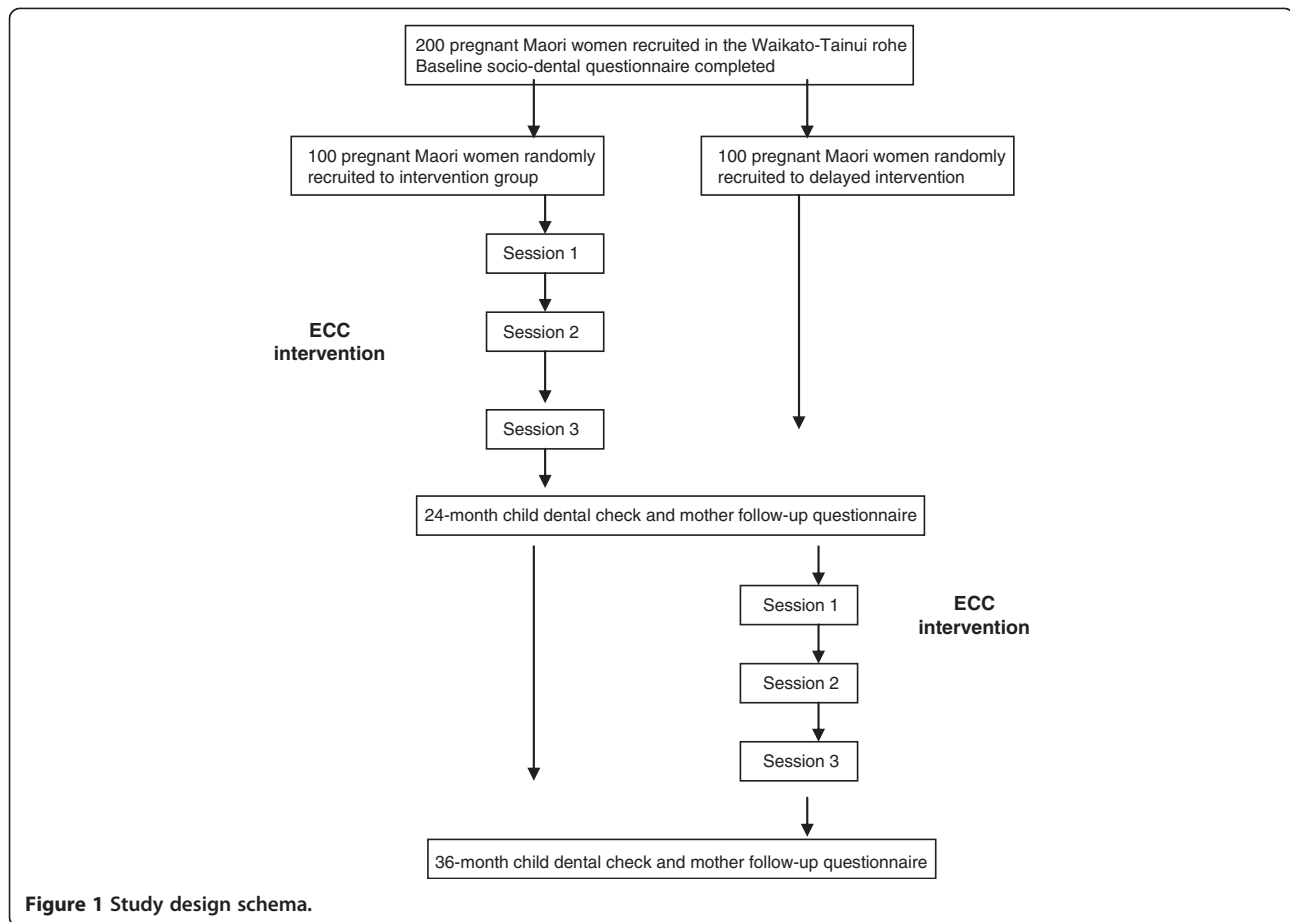 200 pregnant Maori women recruited in the Waikato-Tainui rohe
Baseline socio-dental questionnaire completed
100 pregnant Maori women randomly
recruited to intervention group
100 pregnant Maori women randomly
recruited to delayed intervention
Session 1
ECC
intervention
Session 2
Session 3
24-month child dental check and mother follow-up questionnaire
Session 1
ECC
intervention
Session 2
Session 3
36-month child dental check and mother follow-up questionnaire
Figure 1 Study design schema.